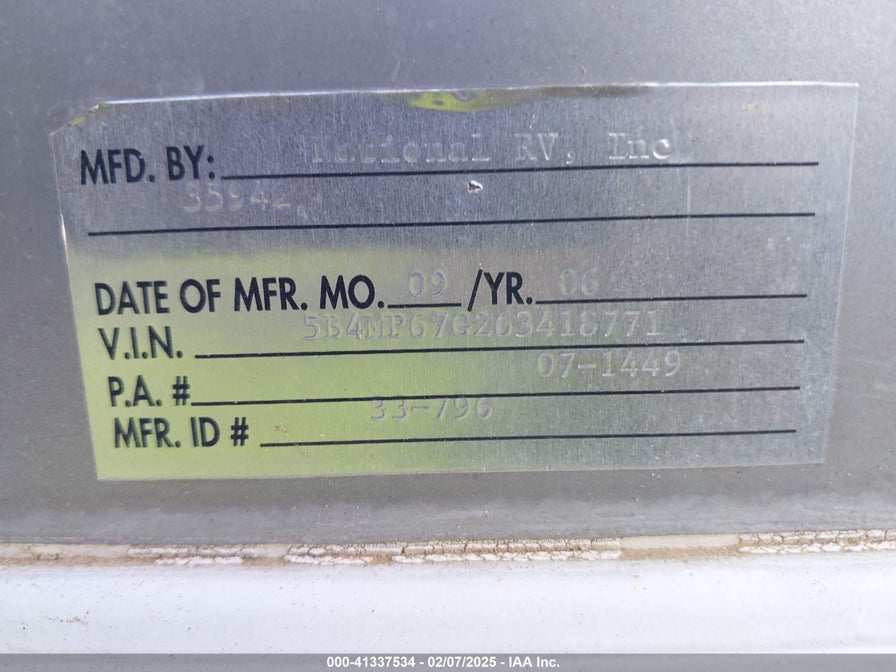 MFD. BY: National RV, Inc
35942
DATE OF MFR. MO. 09 /YR. 06
V.I.N. 5B4MP67G263418771
P.A. # 07-1449
MFR. ID # 33-796
000-41337534 - 02/07/2025 - IAA Inc.